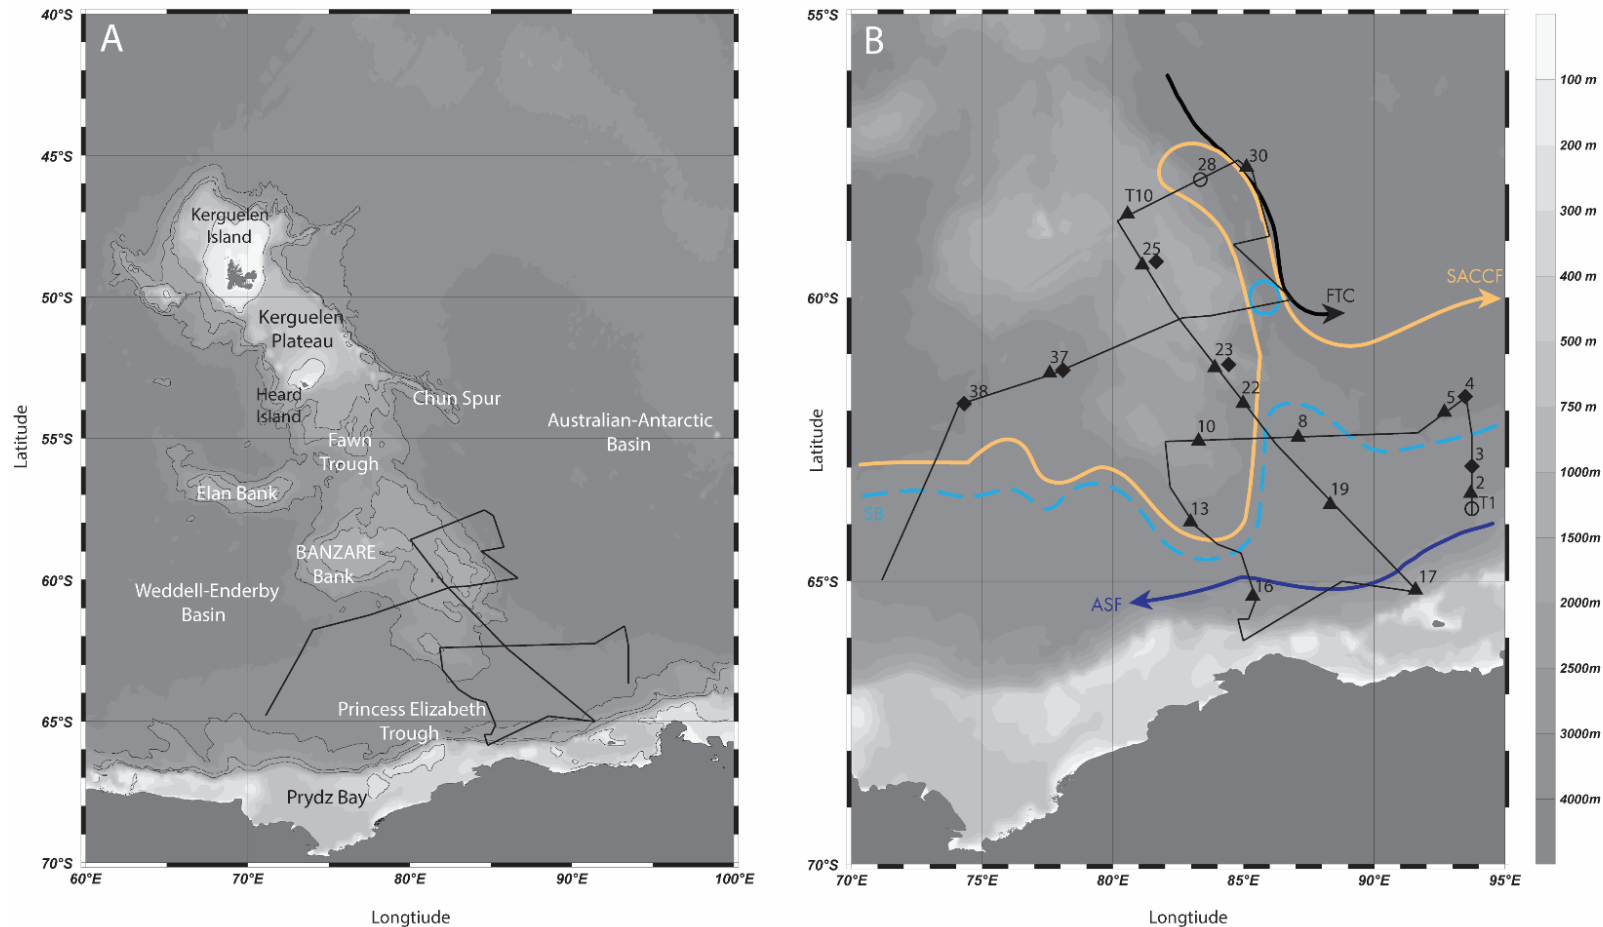 A
40°S
45°S
50°S
55°S
60°S
65°S
70°S
60°E
70°E
80°E
90°E
100°E
Latitude
Longtiude
Kerguelen
Island
Kerguelen
Plateau
Heard
Island
Chun Spur
Fawn
Trough
Australian-Antarctic
Basin
Elan Bank
BANZARE
Bank
Weddell-Enderby
Basin
Princess Elizabeth
Trough
Prydz Bay
B
55°S
60°S
65°S
70°S
70°E
75°E
80°E
85°E
90°E
95°E
Latitude
Longtiude
30
28
T10
25
SACCF
FTC
37
23
38
22
4
5
10
8
3
SB
2
T1
19
13
17
16
ASF
100 m
200 m
300 m
400 m
500 m
750 m
1000m
1500m
2000m
2500m
3000m
4000m